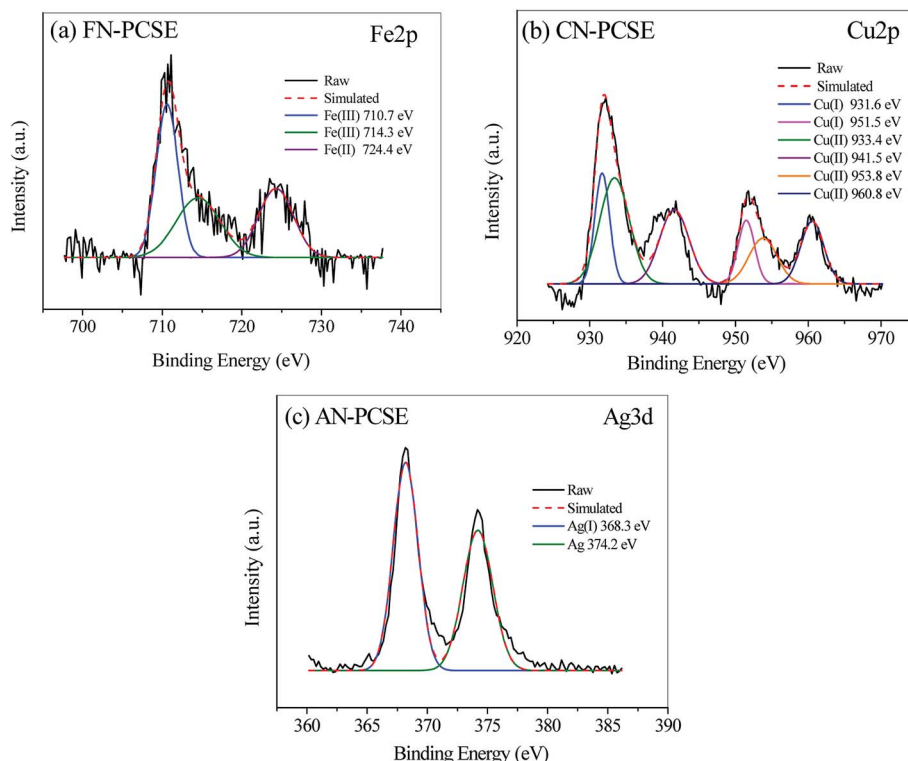 (a) FN-PCSE Fe2p
Raw
Simulated
Fe(III) 710.7 eV
Fe(III) 714.3 eV
Fe(II) 724.4 eV
Intensity (a.u.)
700 710 720 730 740
Binding Energy (eV)
(b) CN-PCSE Cu2p
Raw
Simulated
Cu(I) 931.6 eV
Cu(I) 951.5 eV
Cu(II) 933.4 eV
Cu(II) 941.5 eV
Cu(II) 953.8 eV
Cu(II) 960.8 eV
Intensity (a.u.)
920 930 940 950 960 970
Binding Energy (eV)
(c) AN-PCSE Ag3d
Raw
Simulated
Ag(I) 368.3 eV
Ag 374.2 eV
Intensity (a.u.)
360 365 370 375 380 385 390
Binding Energy (eV)